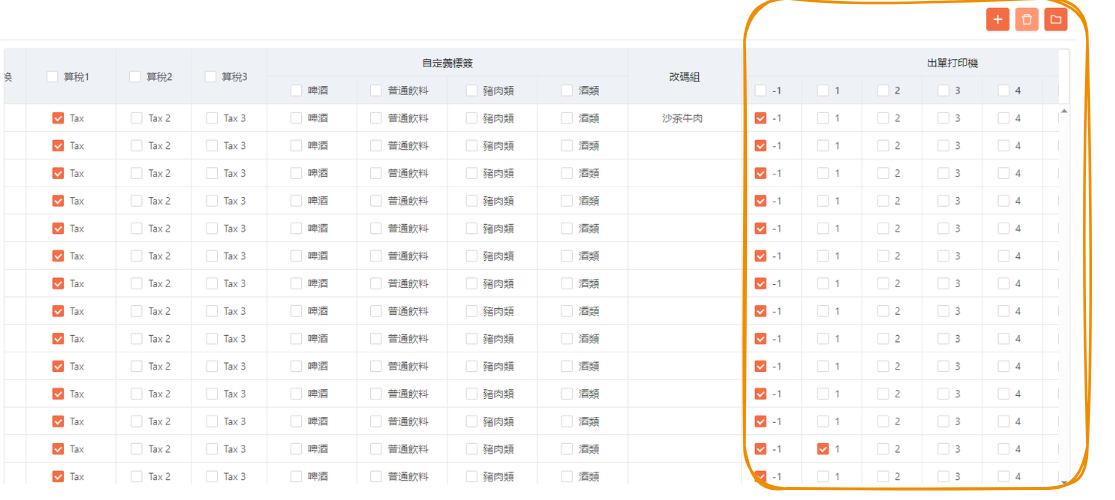 自定義標簽 出單打印機
算稅1 算稅2 算稅3 改碼組
啤酒 普通飲料 豬肉類 酒類 -1 1 2 3 4
Tax Tax 2 Tax 3 啤酒 普通飲料 豬肉類 酒類 沙茶牛肉 -1 1 2 3 4
Tax Tax 2 Tax 3 啤酒 普通飲料 豬肉類 酒類 -1 1 2 3 4
Tax Tax 2 Tax 3 啤酒 普通飲料 豬肉類 酒類 -1 1 2 3 4
Tax Tax 2 Tax 3 啤酒 普通飲料 豬肉類 酒類 -1 1 2 3 4
Tax Tax 2 Tax 3 啤酒 普通飲料 豬肉類 酒類 -1 1 2 3 4
Tax Tax 2 Tax 3 啤酒 普通飲料 豬肉類 酒類 -1 1 2 3 4
Tax Tax 2 Tax 3 啤酒 普通飲料 豬肉類 酒類 -1 1 2 3 4
Tax Tax 2 Tax 3 啤酒 普通飲料 豬肉類 酒類 -1 1 2 3 4
Tax Tax 2 Tax 3 啤酒 普通飲料 豬肉類 酒類 -1 1 2 3 4
Tax Tax 2 Tax 3 啤酒 普通飲料 豬肉類 酒類 -1 1 2 3 4
Tax Tax 2 Tax 3 啤酒 普通飲料 豬肉類 酒類 -1 1 2 3 4
Tax Tax 2 Tax 3 啤酒 普通飲料 豬肉類 酒類 -1 1 2 3 4
Tax Tax 2 Tax 3 啤酒 普通飲料 豬肉類 酒類 -1 1 2 3 4
Tax Tax 2 Tax 3 啤酒 普通飲料 豬肉類 酒類 -1 1 2 3 4